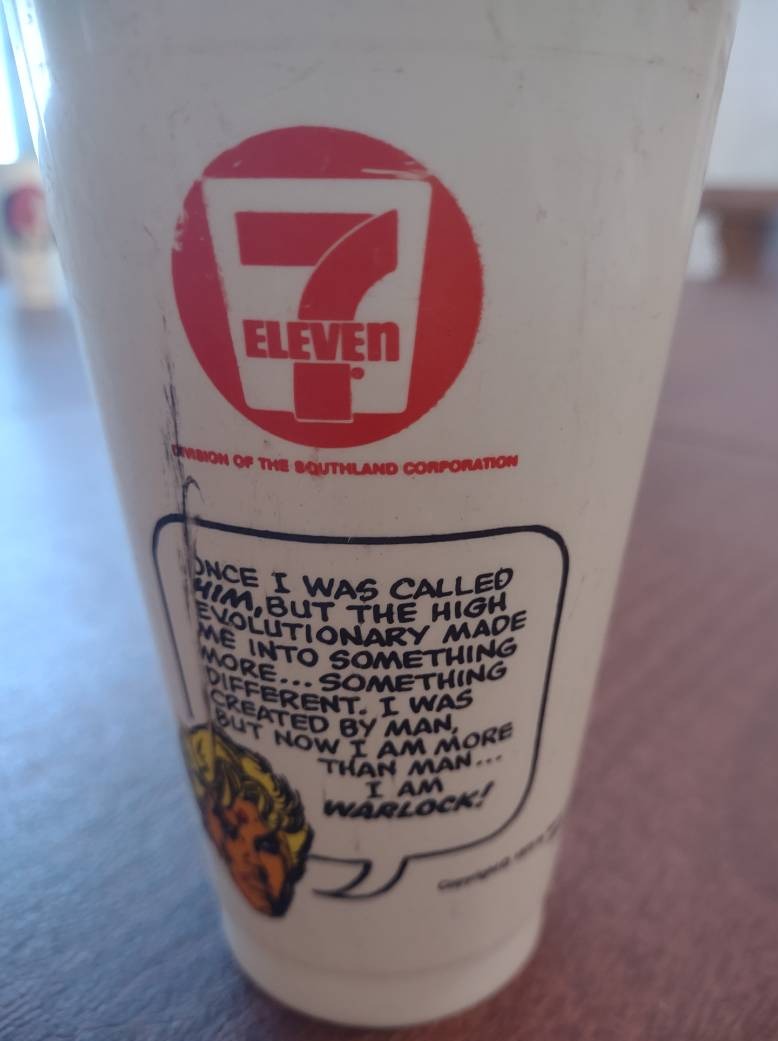 7
ELEVEn
DIVISION OF THE SOUTHLAND CORPORATION
ONCE I WAS CALLED
HIM, BUT THE HIGH
EVOLUTIONARY MADE
ME INTO SOMETHING
MORE... SOMETHING
DIFFERENT. I WAS
CREATED BY MAN,
BUT NOW I AM MORE
THAN MAN...
I AM
WARLOCK!
Copyright